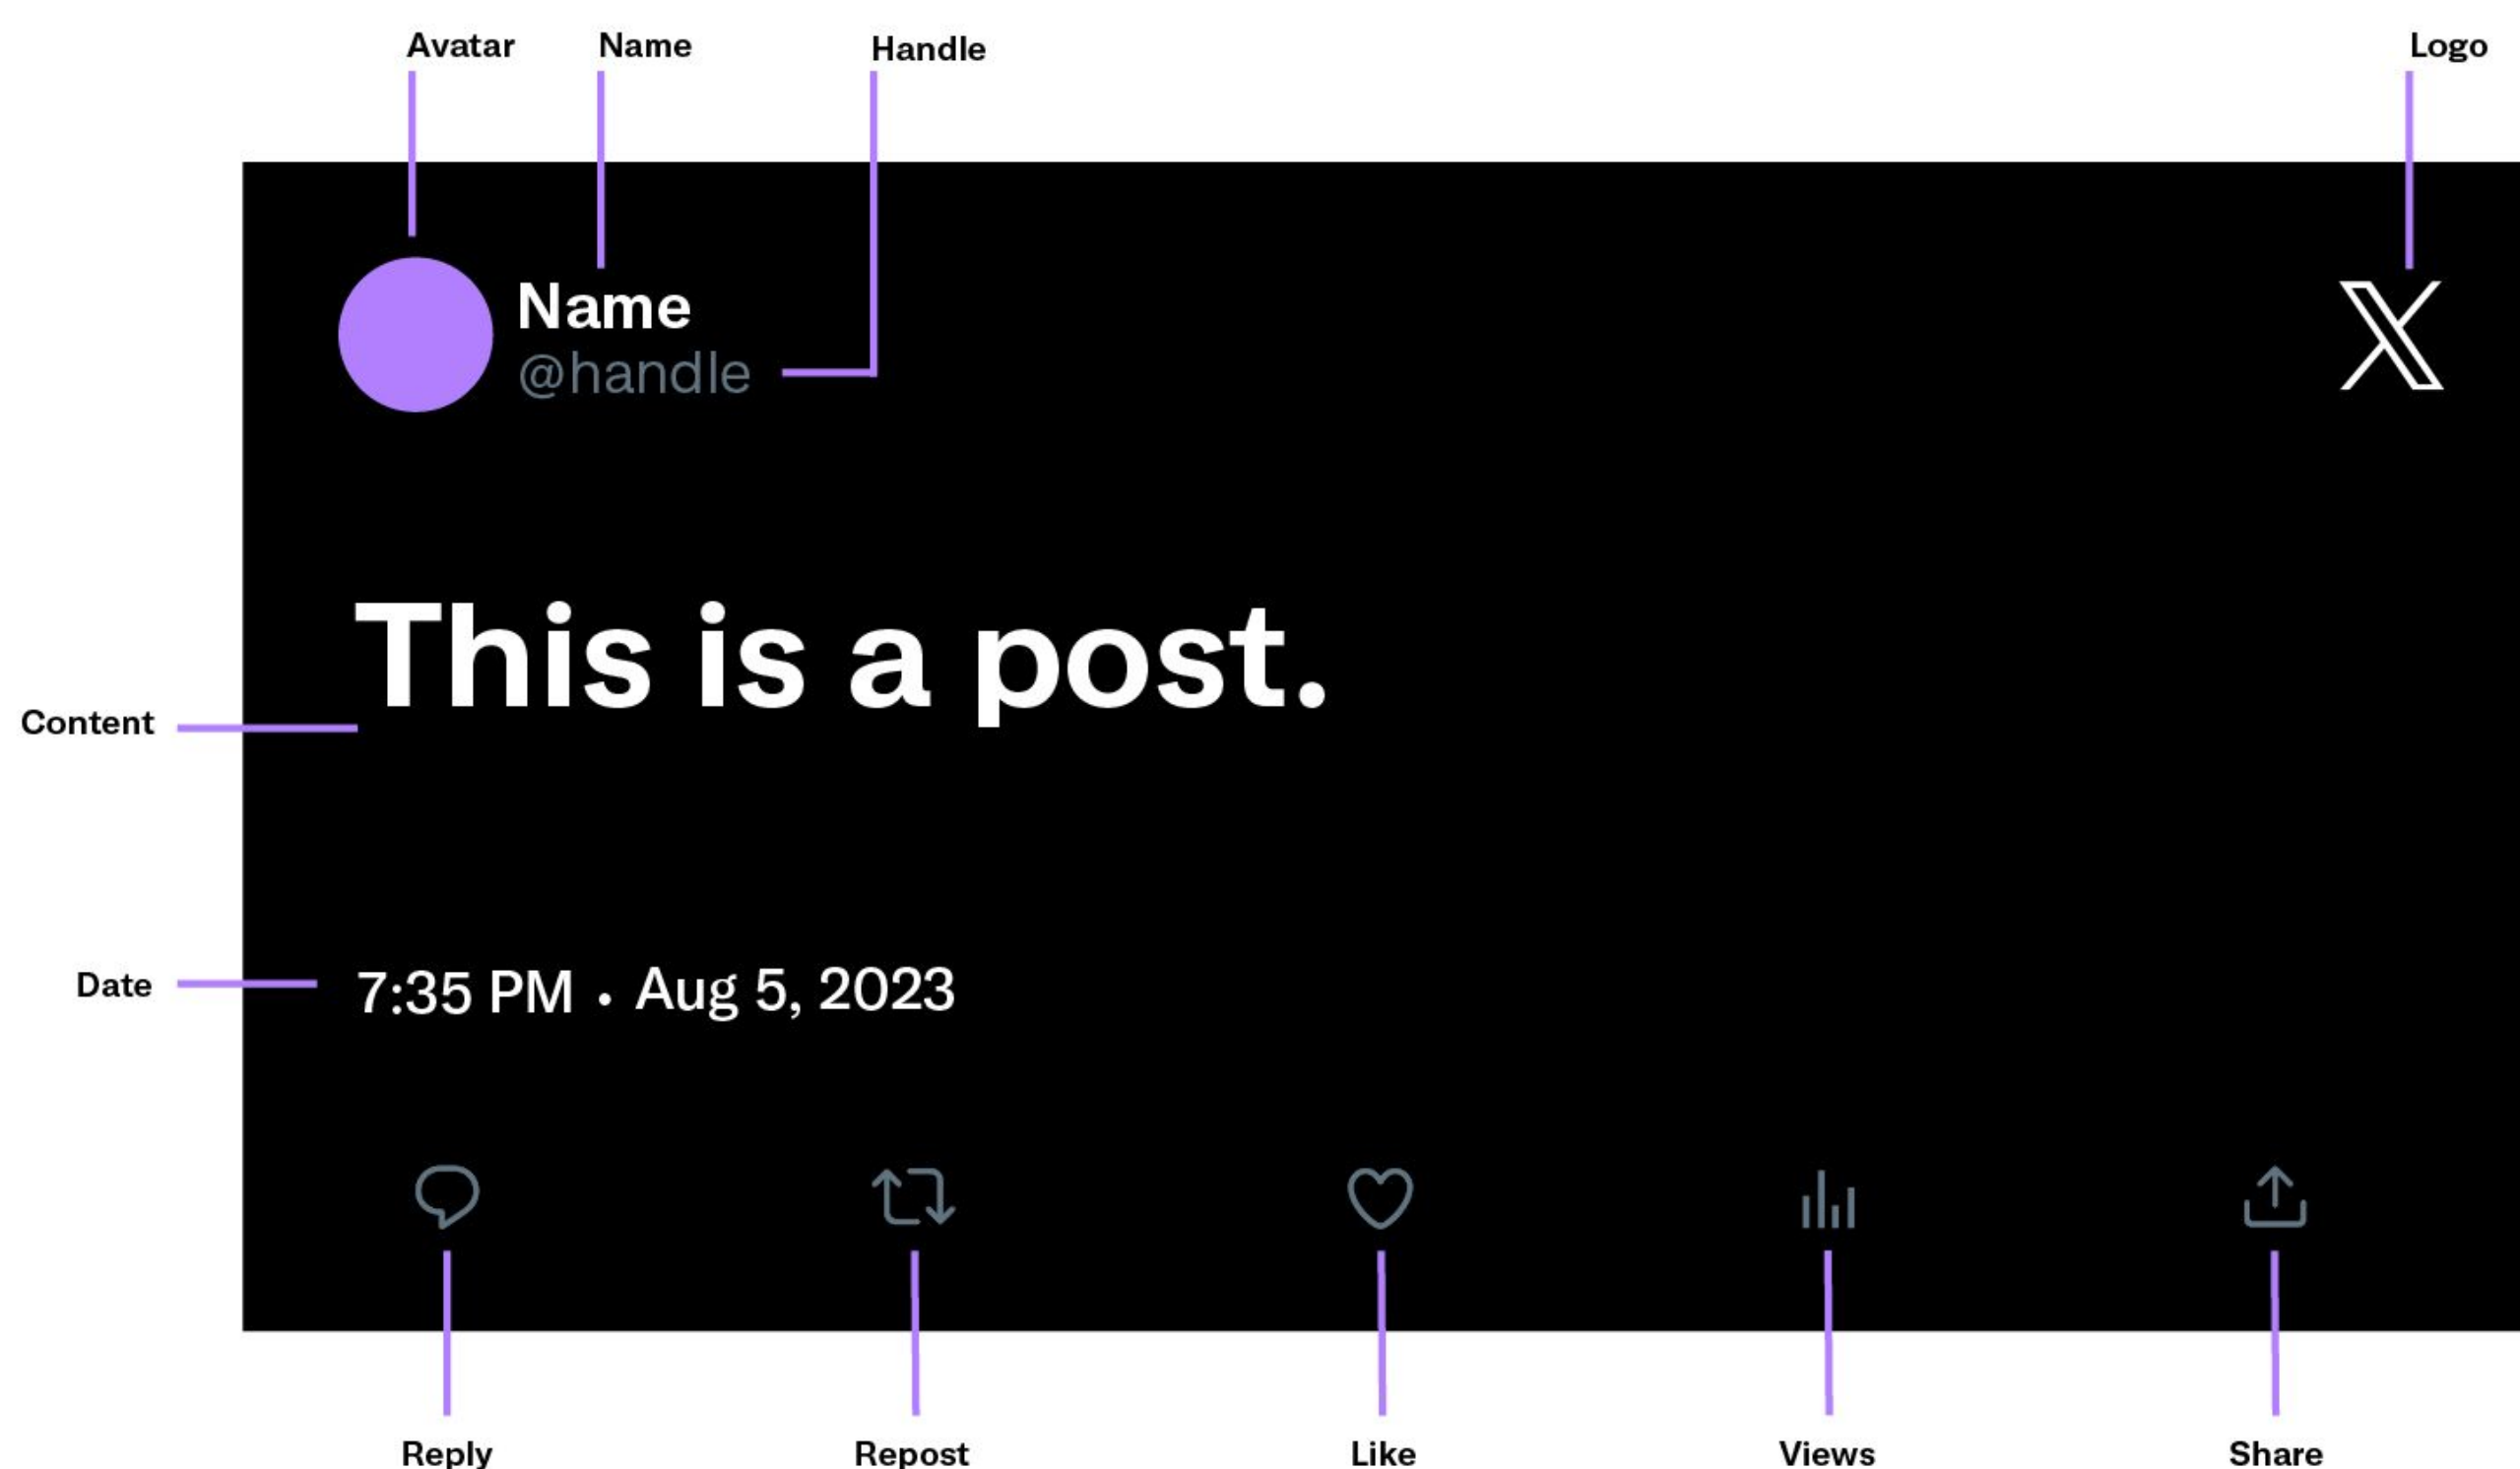 Avatar Name Handle Logo
Name
@handle
This is a post.
Content
Date 7:35 PM • Aug 5, 2023
Reply Repost Like Views Share